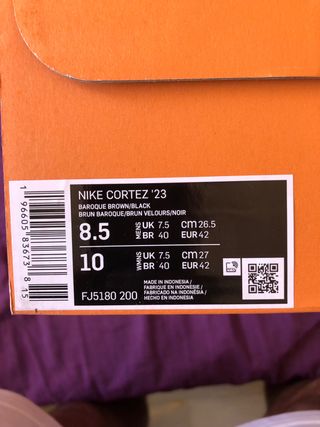 NIKE CORTEZ '23
BAROQUE BROWN/BLACK
BRUN BAROQUE/BRUN VELOURS/NOIR
8.5 MENS UK 7.5 CM 26.5
BR 40 EUR 42
10 WMNS UK 7.5 CM 27
BR 40 EUR 42
MADE IN INDONESIA/
FABRIQUE EN INDONESIE/
FABRICADO NA INDONÉSIA/
HECHO EN INDONESIA
FJ5180 200
1 96605 83673 8 15